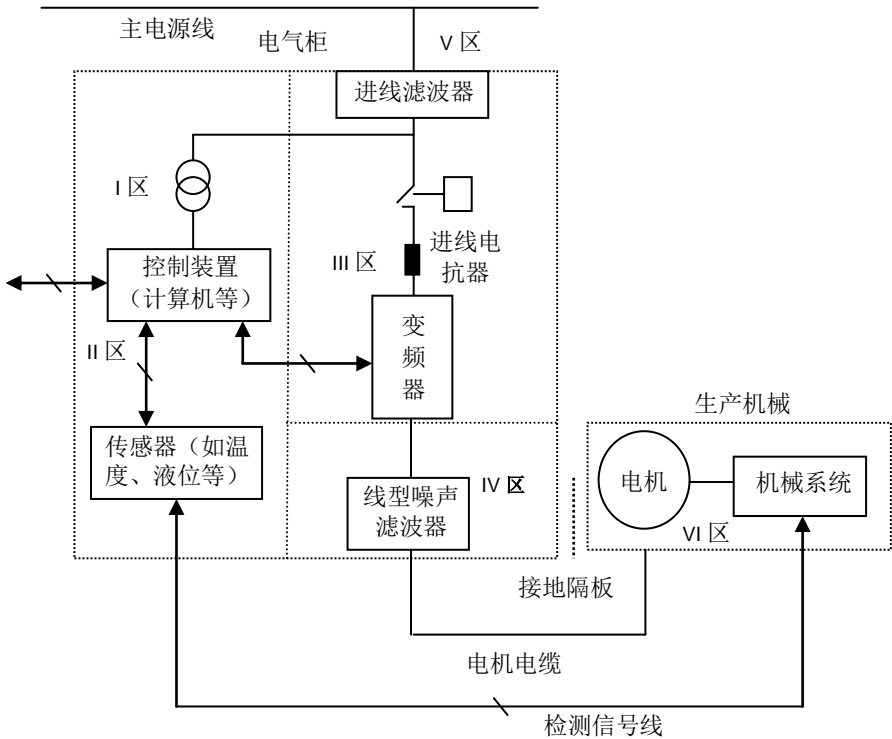 主电源线
电气柜
V 区
进线滤波器
I 区
III 区
进线电
抗器
控制装置
（计算机等）
变
频
器
II 区
生产机械
传感器（如温
度、液位等）
IV 区
线型噪声
滤波器
电机
机械系统
VI 区
接地隔板
电机电缆
检测信号线